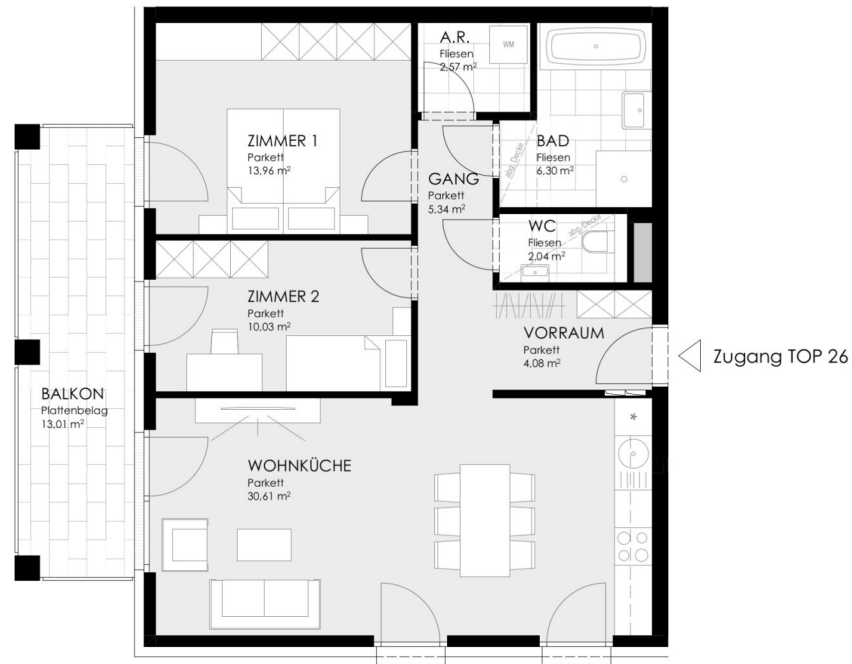 A.R.
Fliesen
2,57 m²
WM
ZIMMER 1
Parkett
13,96 m²
BAD
Fliesen
6,30 m²
abg. Decke
GANG
Parkett
5,34 m²
WC
Fliesen
2,04 m²
abg. Decke
ZIMMER 2
Parkett
10,03 m²
VORRAUM
Parkett
4,08 m²
Zugang TOP 26
BALKON
Plattenbelag
13,01 m²
WOHNKÜCHE
Parkett
30,61 m²